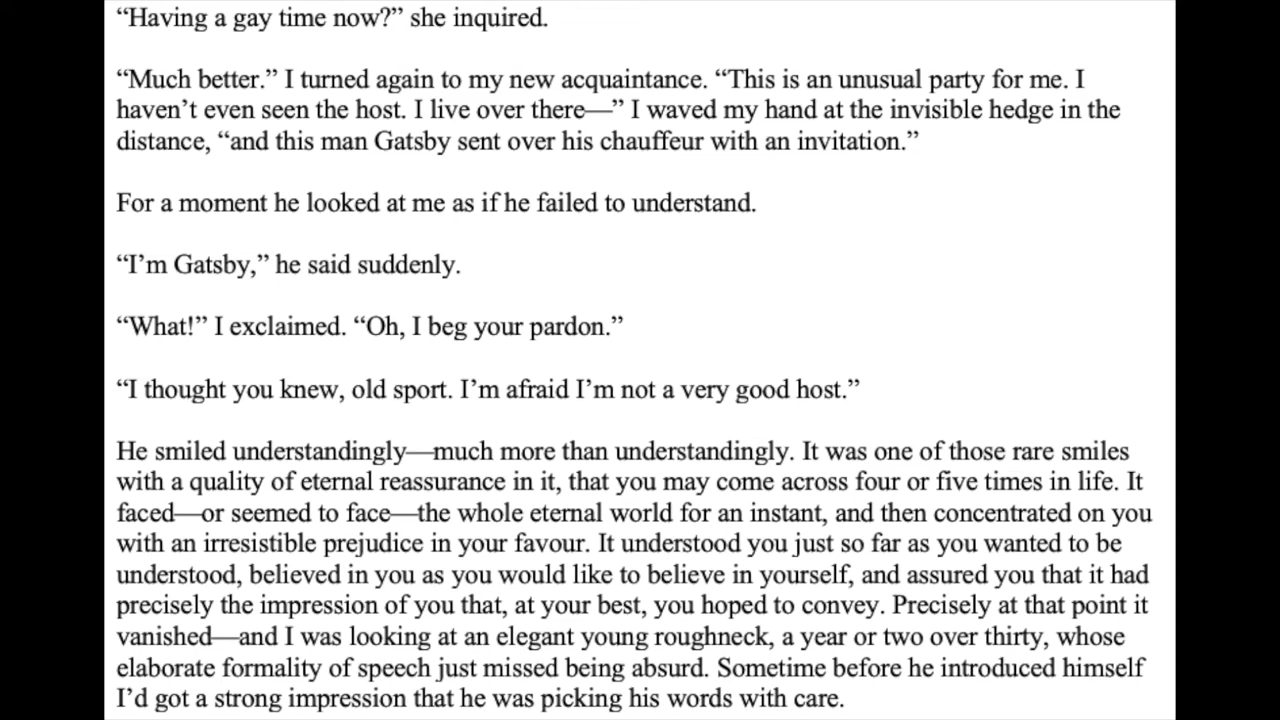 “Having a gay time now?” she inquired.
“Much better.” I turned again to my new acquaintance. “This is an unusual party for me. I
haven’t even seen the host. I live over there—” I waved my hand at the invisible hedge in the
distance, “and this man Gatsby sent over his chauffeur with an invitation.”
For a moment he looked at me as if he failed to understand.
“I’m Gatsby,” he said suddenly.
“What!” I exclaimed. “Oh, I beg your pardon.”
“I thought you knew, old sport. I’m afraid I’m not a very good host.”
He smiled understandingly—much more than understandingly. It was one of those rare smiles
with a quality of eternal reassurance in it, that you may come across four or five times in life. It
faced—or seemed to face—the whole eternal world for an instant, and then concentrated on you
with an irresistible prejudice in your favour. It understood you just so far as you wanted to be
understood, believed in you as you would like to believe in yourself, and assured you that it had
precisely the impression of you that, at your best, you hoped to convey. Precisely at that point it
vanished—and I was looking at an elegant young roughneck, a year or two over thirty, whose
elaborate formality of speech just missed being absurd. Sometime before he introduced himself
I’d got a strong impression that he was picking his words with care.